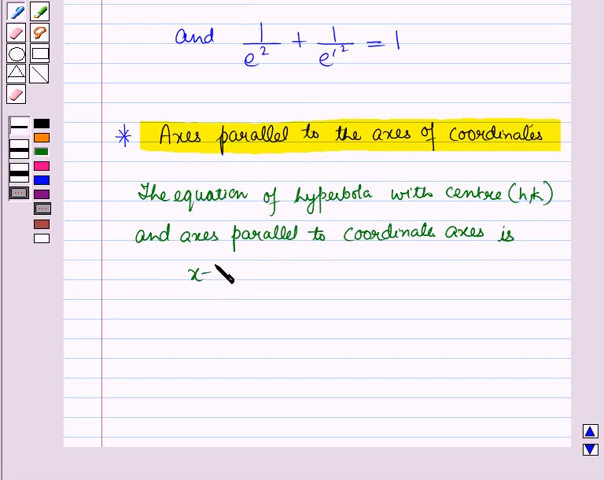 and 1/e² + 1/e'² = 1
* Axes parallel to the axes of coordinates
The equation of hyperbola with centre (h,k)
and axes parallel to coordinate axes is
x-